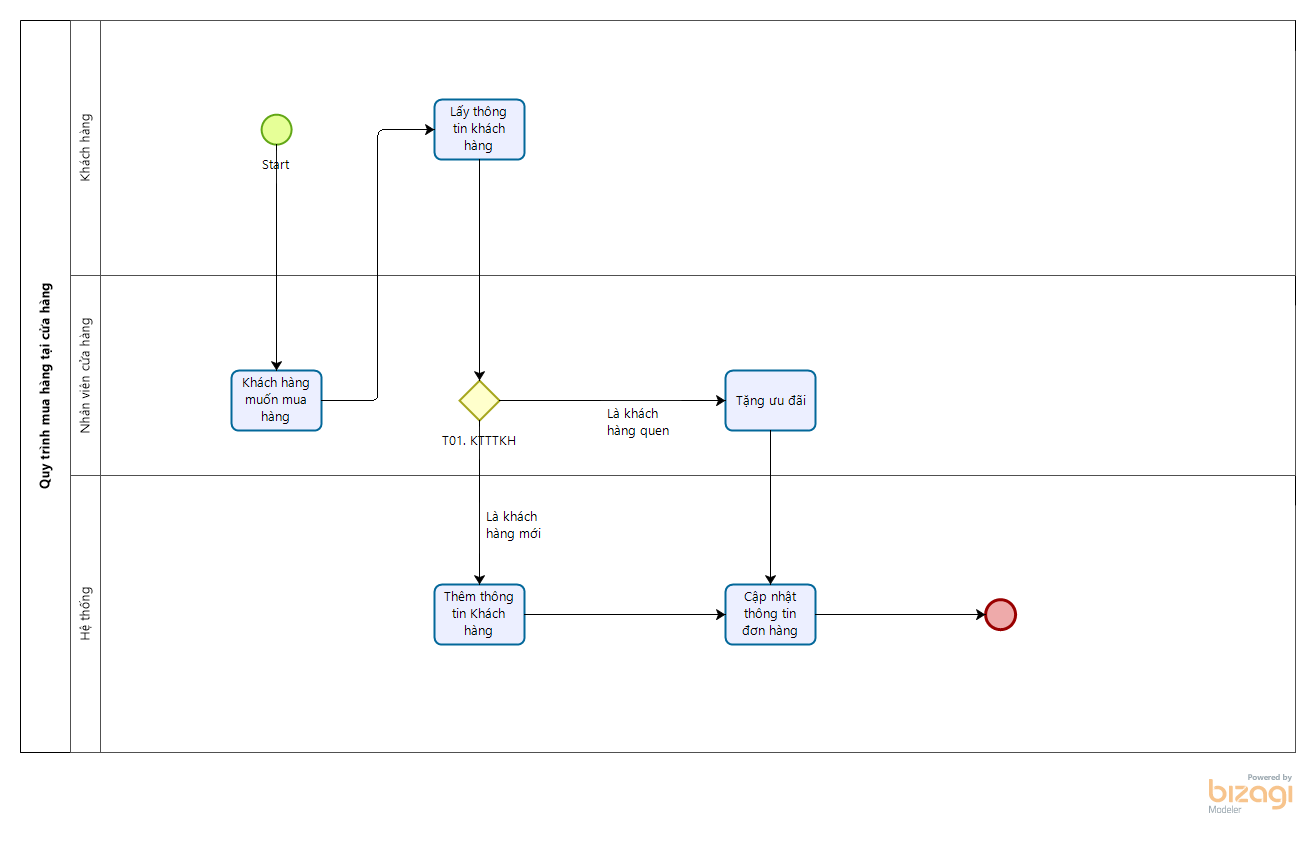 Quy trình mua hàng tại cửa hàng
Khách hàng
Start
Lấy thông
tin khách
hàng
Nhân viên cửa hàng
Khách hàng
muốn mua
hàng
T01. KTTTKH
Là khách
hàng quen
Tặng ưu đãi
Hệ thống
Là khách
hàng mới
Thêm thông
tin Khách
hàng
Cập nhật
thông tin
đơn hàng
Powered by
bizagi
Modeler